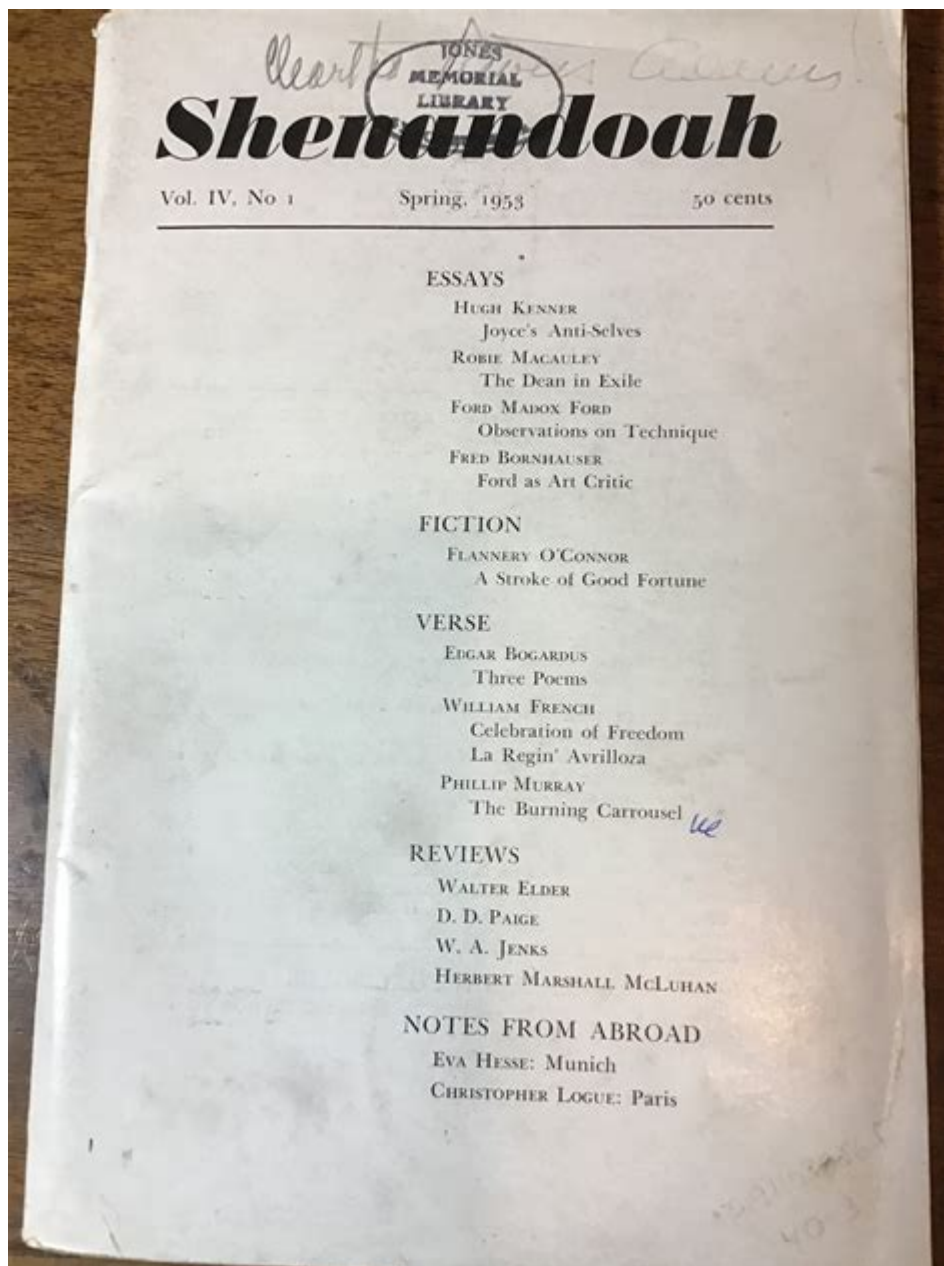 JONES
MEMORIAL
LIBRARY
Shenandoah
Vol. IV, No 1 Spring, 1953 50 cents
ESSAYS
HUGH KENNER
Joyce's Anti-Selves
ROBIE MACAULEY
The Dean in Exile
FORD MADOX FORD
Observations on Technique
FRED BORNHAUSER
Ford as Art Critic
FICTION
FLANNERY O'CONNOR
A Stroke of Good Fortune
VERSE
EDGAR BOGARDUS
Three Poems
WILLIAM FRENCH
Celebration of Freedom
La Regin' Avrilloza
PHILLIP MURRAY
The Burning Carrousel
REVIEWS
WALTER ELDER
D. D. PAIGE
W. A. JENKS
HERBERT MARSHALL MCLUHAN
NOTES FROM ABROAD
EVA HESSE: Munich
CHRISTOPHER LOGUE: Paris